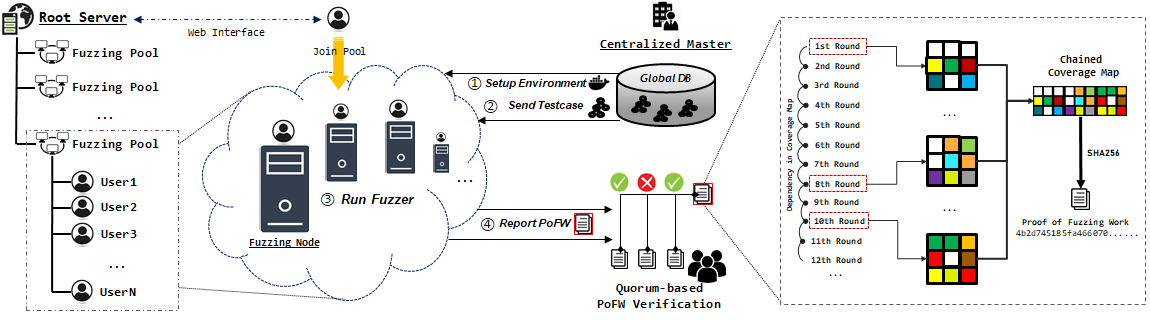 Root Server
Web Interface
Join Pool
Fuzzing Pool
Fuzzing Pool
...
Fuzzing Pool
User1
User2
User3
...
UserN
Fuzzing Node
...
③ Run Fuzzer
Centralized Master
① Setup Environment
② Send Testcase
Global DB
④ Report PoFW
Quorum-based
PoFW Verification
Dependency in Coverage Map
1st Round
2nd Round
3rd Round
4th Round
5th Round
6th Round
7th Round
8th Round
9th Round
10th Round
11th Round
12th Round
...
...
...
Chained
Coverage Map
SHA256
Proof of Fuzzing Work
4b2d745185fa466070......